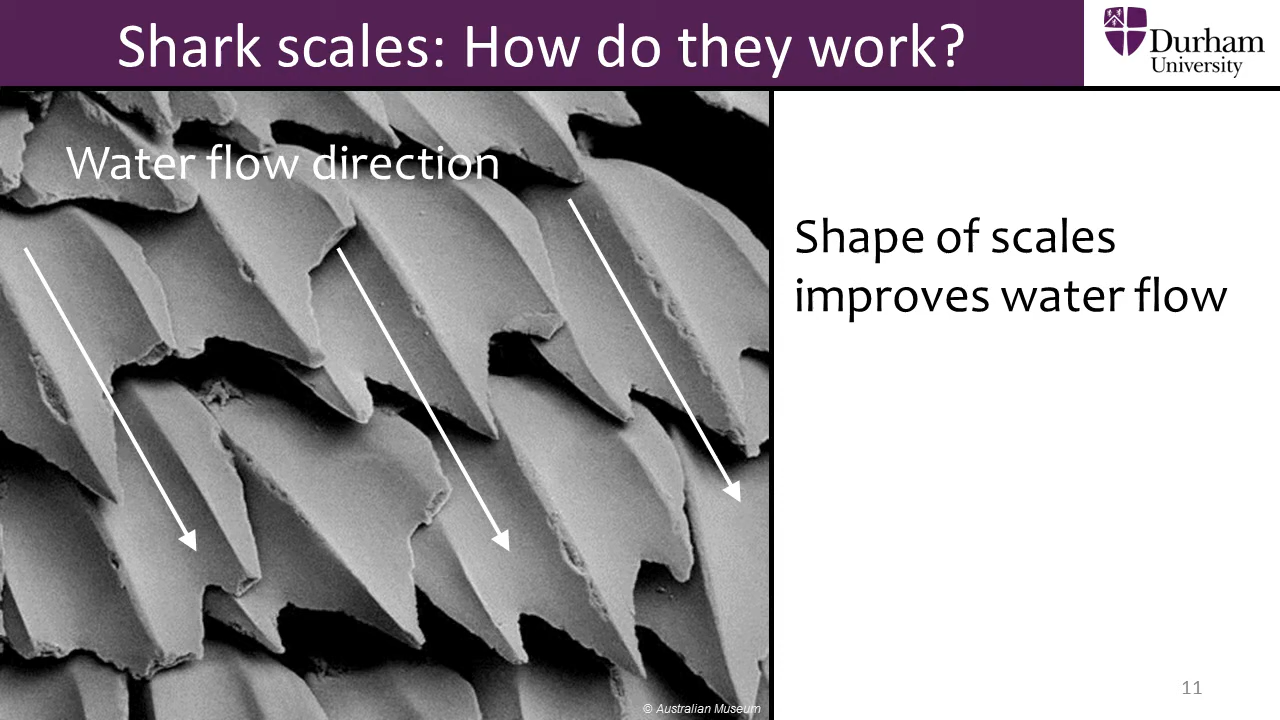 Shark scales: How do they work?
Durham
University
Water flow direction
Shape of scales
improves water flow
11
© Australian Museum